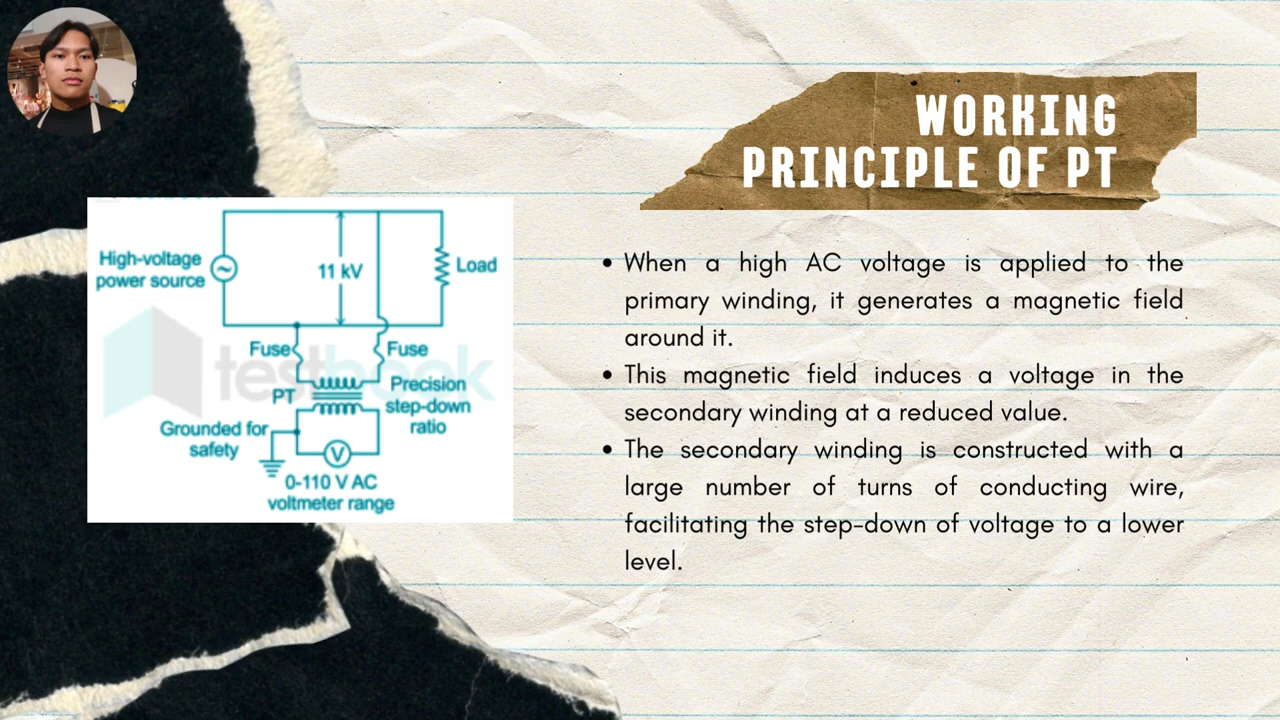 WORKING
PRINCIPLE OF PT
High-voltage
power source
11 kV
Load
Fuse
Fuse
testbook
PT
Precision
step-down
ratio
Grounded for
safety
V
0-110 V AC
voltmeter range
• When a high AC voltage is applied to the
primary winding, it generates a magnetic field
around it.
• This magnetic field induces a voltage in the
secondary winding at a reduced value.
• The secondary winding is constructed with a
large number of turns of conducting wire,
facilitating the step-down of voltage to a lower
level.